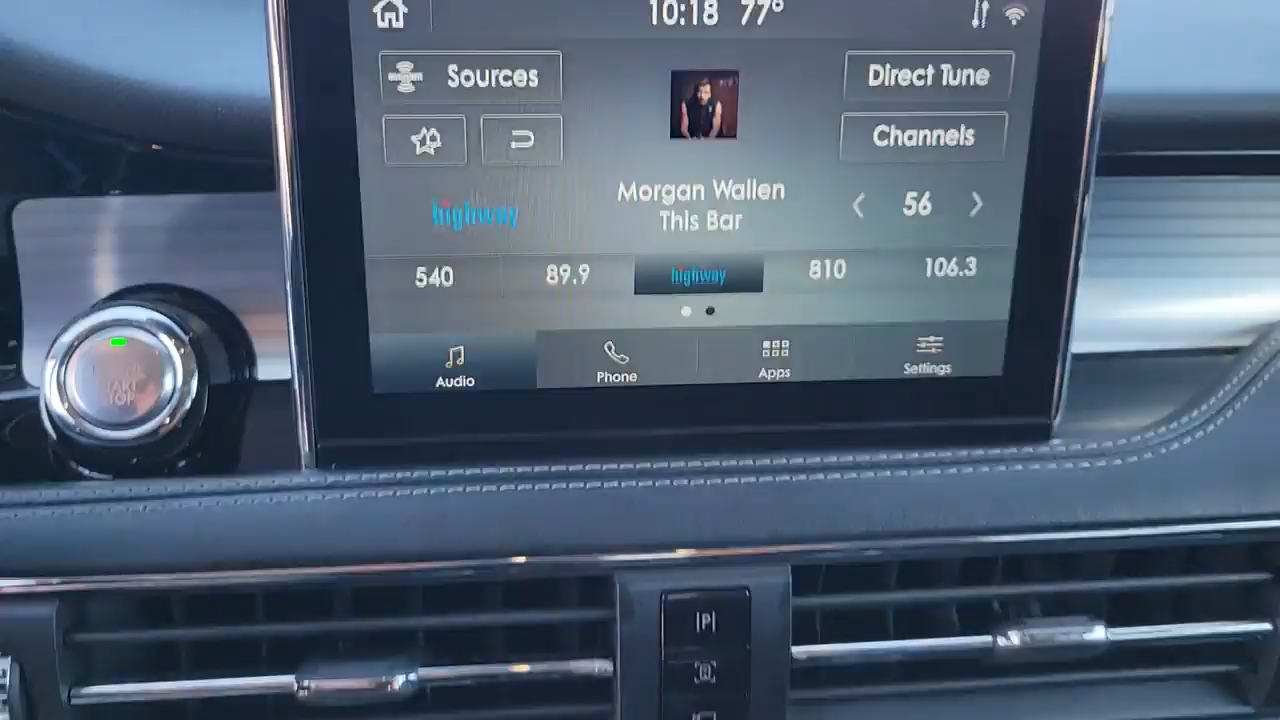 10:18 77°
Sources
Direct Tune
Channels
highway
Morgan Wallen
This Bar
56
540
89.9
highway
810
106.3
Audio
Phone
Apps
Settings
P